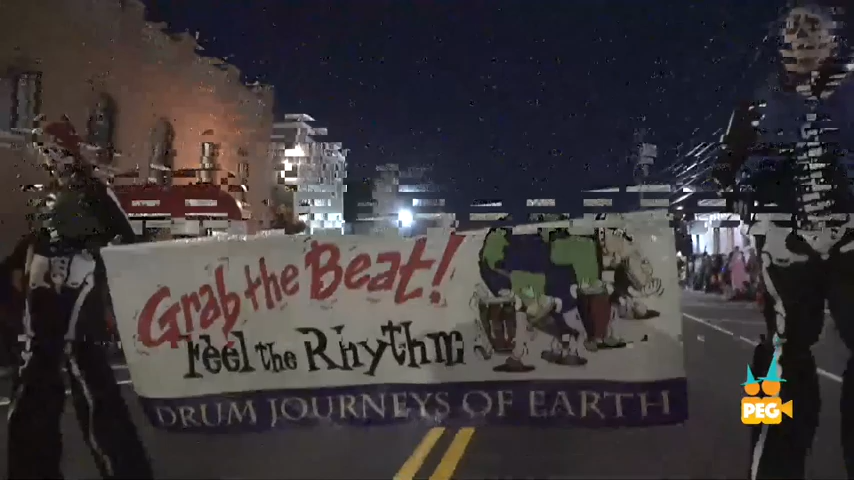 Grab the Beat!
Feel the Rhythm
DRUM JOURNEYS OF EARTH
PEG